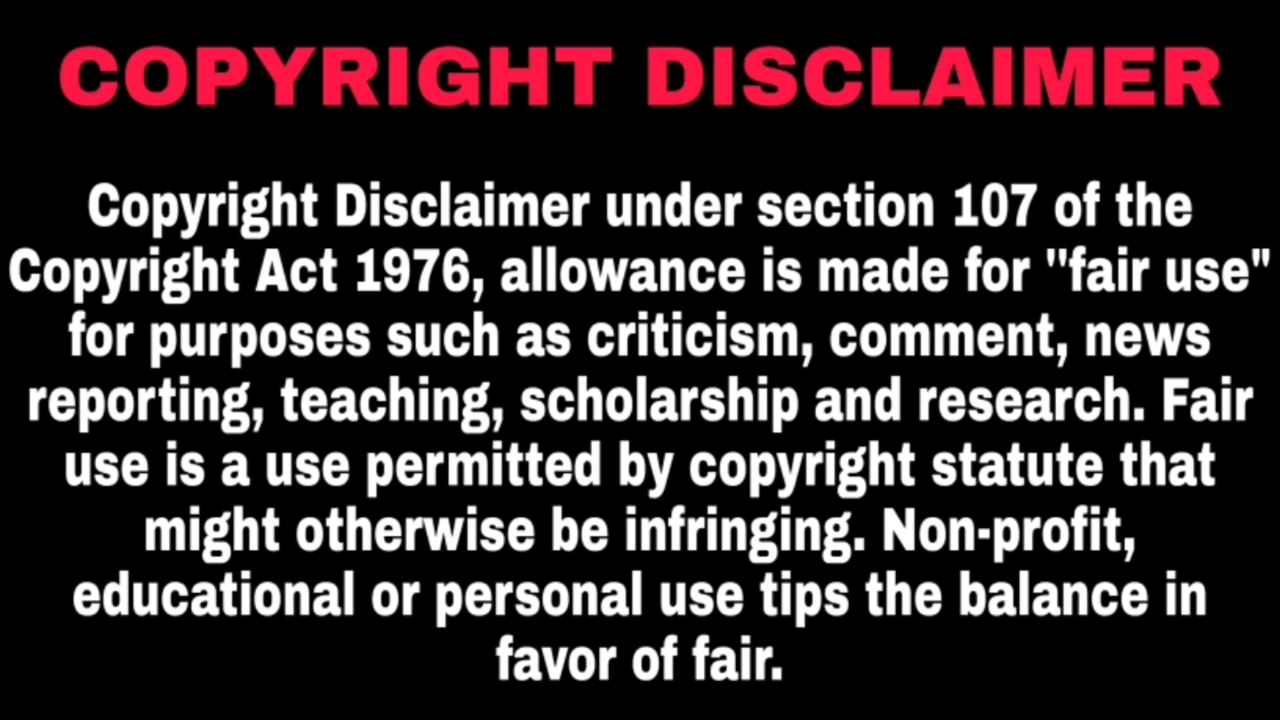 COPYRIGHT DISCLAIMER
Copyright Disclaimer under section 107 of the
Copyright Act 1976, allowance is made for "fair use"
for purposes such as criticism, comment, news
reporting, teaching, scholarship and research. Fair
use is a use permitted by copyright statute that
might otherwise be infringing. Non-profit,
educational or personal use tips the balance in
favor of fair.